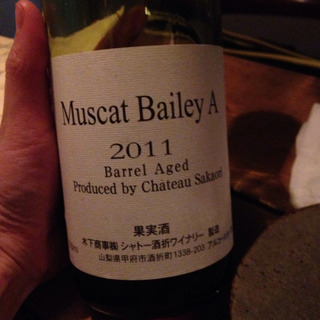 Muscat Bailey A
2011
Barrel Aged
Produced by Château Sakaori
果実酒
木下商事㈱ シャトー酒折ワイナリー 製造
山梨県甲府市酒折町1338-203